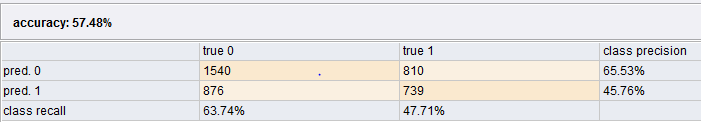 accuracy: 57.48%
true 0 true 1 class precision
pred. 0 1540 810 65.53%
pred. 1 876 739 45.76%
class recall 63.74% 47.71%